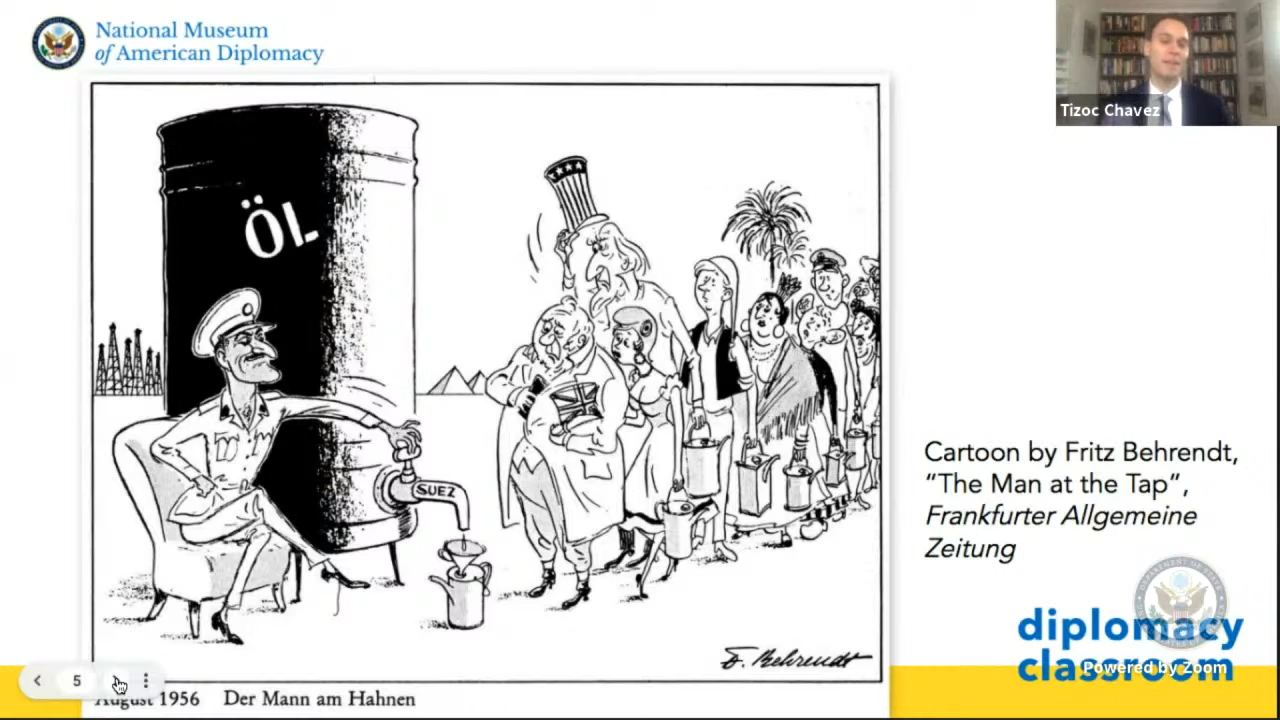 National Museum
of American Diplomacy
Tizoc Chavez
ÖL
SUEZ
F. Behrendt
Cartoon by Fritz Behrendt,
“The Man at the Tap”,
Frankfurter Allgemeine
Zeitung
diplomacy
classroom
Powered by Zoom
5
August 1956 Der Mann am Hahnen